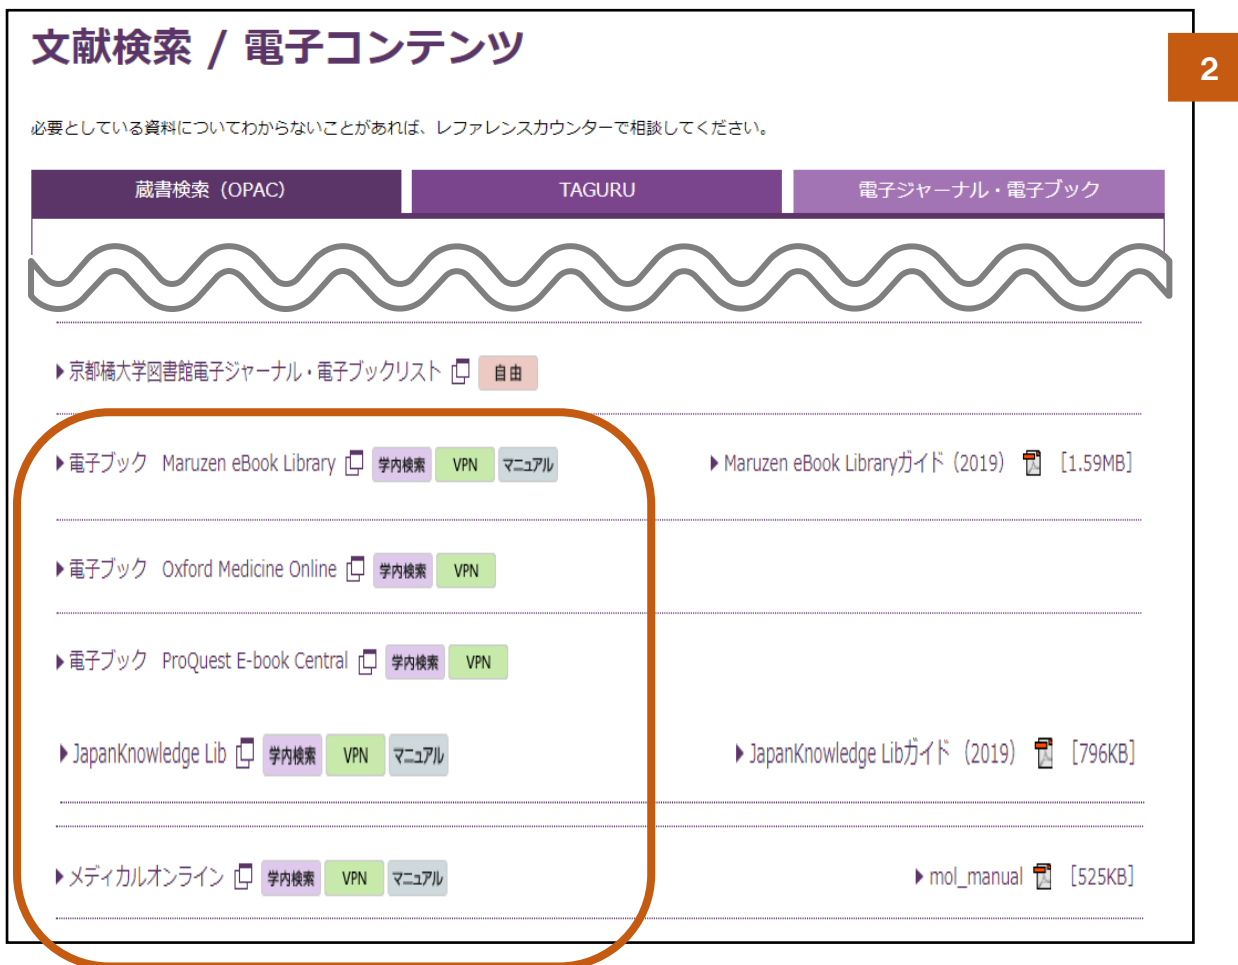 文献検索 / 電子コンテンツ
2
必要としている資料についてわからないことがあれば、レファレンスカウンターで相談してください。
蔵書検索（OPAC） TAGURU 電子ジャーナル・電子ブック
京都橘大学図書館電子ジャーナル・電子ブックリスト 自由
電子ブック Maruzen eBook Library 学内検索 VPN マニュアル Maruzen eBook Libraryガイド（2019） [1.59MB]
電子ブック Oxford Medicine Online 学内検索 VPN
電子ブック ProQuest E-book Central 学内検索 VPN
JapanKnowledge Lib 学内検索 VPN マニュアル JapanKnowledge Libガイド（2019） [796KB]
メディカルオンライン 学内検索 VPN マニュアル mol_manual [525KB]